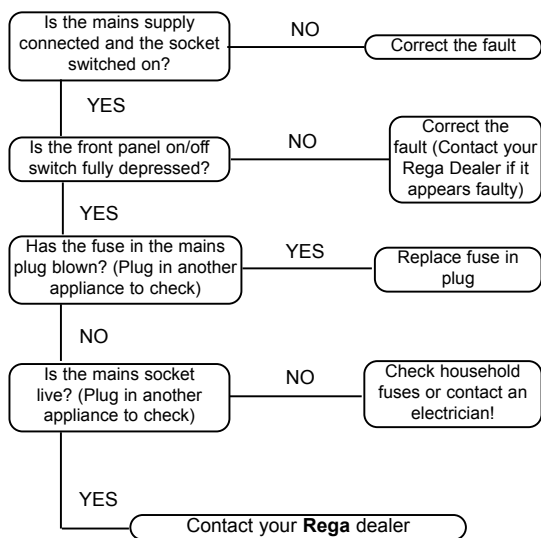 Is the mains supply
connected and the socket
switched on?
NO
Correct the fault
YES
Is the front panel on/off
switch fully depressed?
NO
Correct the
fault (Contact your
Rega Dealer if it
appears faulty)
YES
Has the fuse in the mains
plug blown? (Plug in another
appliance to check)
YES
Replace fuse in
plug
NO
Is the mains socket
live? (Plug in another
appliance to check)
NO
Check household
fuses or contact an
electrician!
YES
Contact your Rega dealer